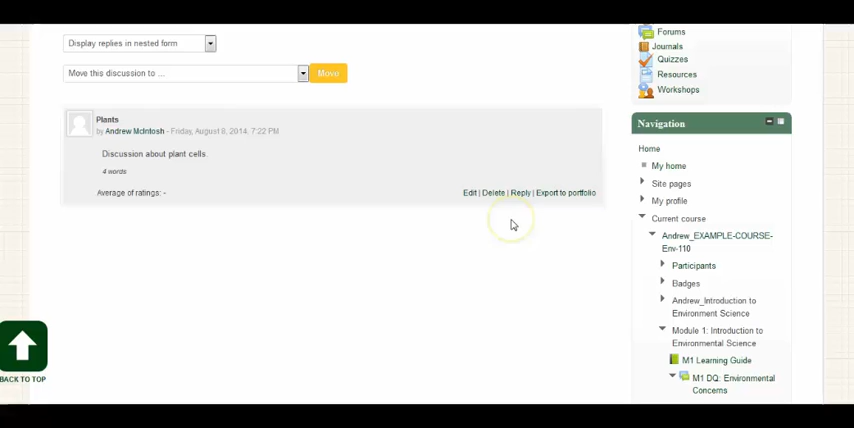 Display replies in nested form
Move this discussion to ...
Move
Plants
by Andrew McIntosh - Friday, August 8, 2014, 7:22 PM
Discussion about plant cells.
4 words
Average of ratings: -
Edit | Delete | Reply | Export to portfolio
BACK TO TOP
Forums
Journals
Quizzes
Resources
Workshops
Navigation
Home
My home
Site pages
My profile
Current course
Andrew_EXAMPLE-COURSE-
Env-110
Participants
Badges
Andrew_Introduction to
Environment Science
Module 1: Introduction to
Environmental Science
M1 Learning Guide
M1 DQ: Environmental
Concerns